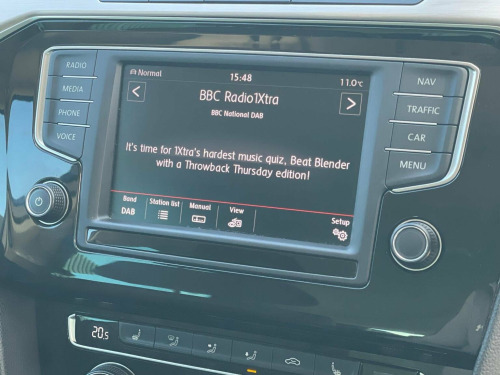 RADIO
MEDIA
PHONE
VOICE
Normal 15:48 11.0°C
BBC Radio1Xtra
BBC National DAB
It's time for 1Xtra's hardest music quiz, Beat Blender
with a Throwback Thursday edition!
Band Station list Manual View Setup
DAB
NAV
TRAFFIC
CAR
MENU
20.5